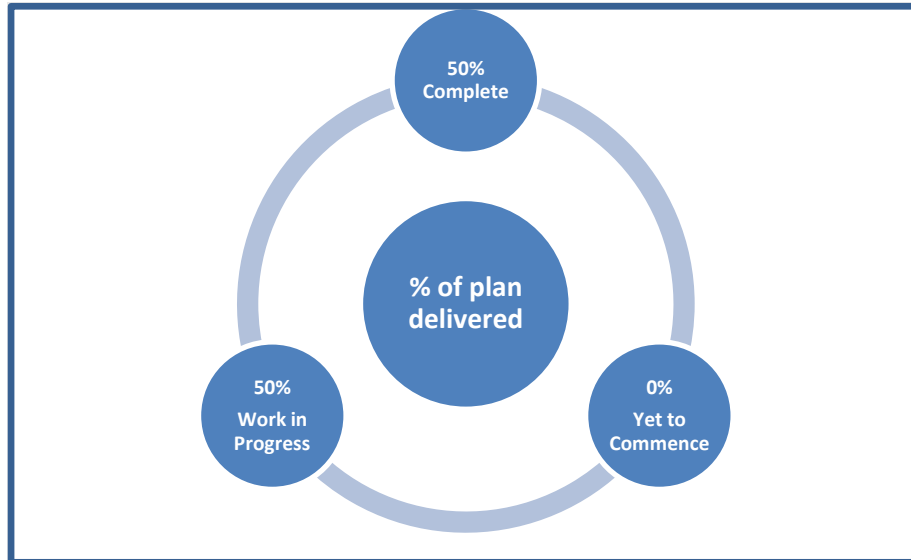 50%
Complete
% of plan
delivered
50%
Work in
Progress
0%
Yet to
Commence